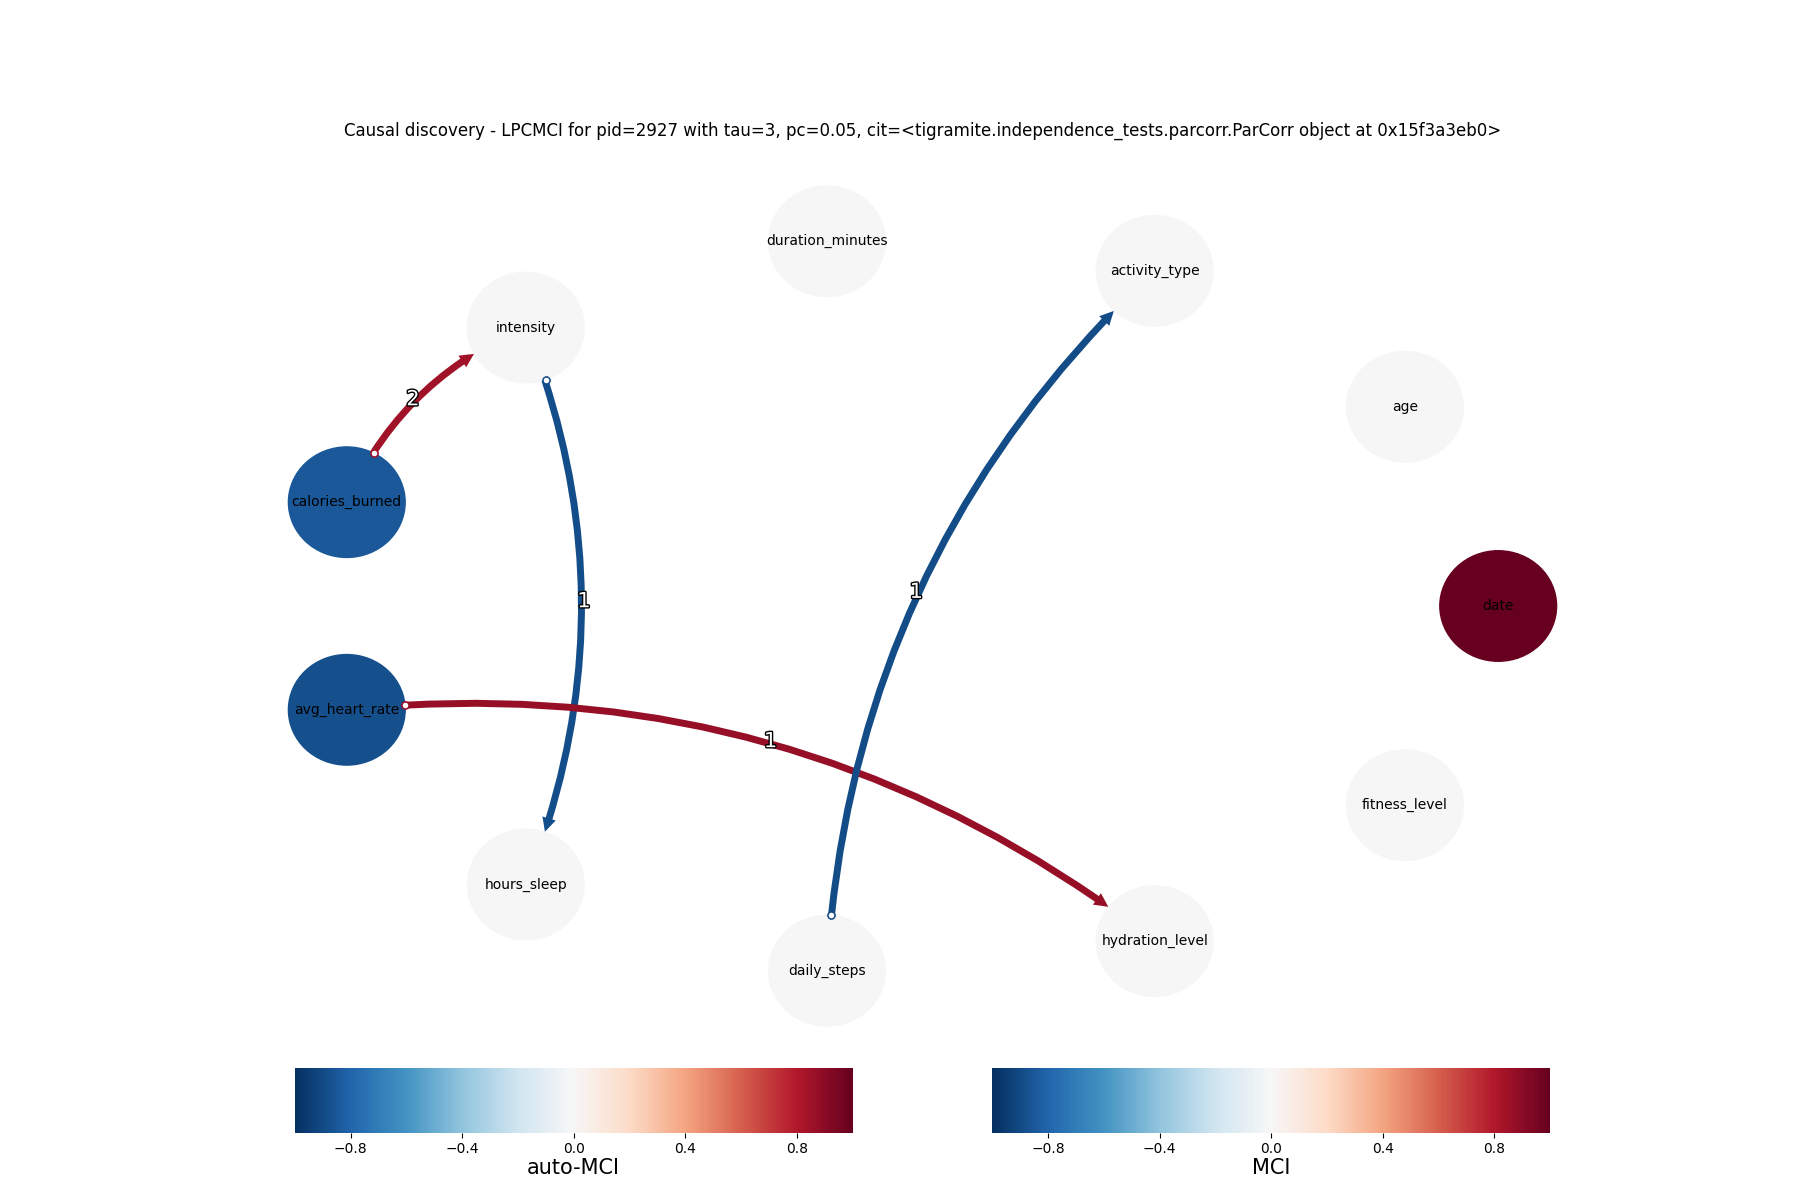 Causal discovery - LPCMCI for pid=2927 with tau=3, pc=0.05, cit=<tigramite.independence_tests.parcorr.ParCorr object at 0x15f3a3eb0>
duration_minutes
activity_type
intensity
2
age
calories_burned
1
1
date
avg_heart_rate
1
fitness_level
hours_sleep
hydration_level
daily_steps
−0.8 −0.4 0.0 0.4 0.8
auto-MCI
−0.8 −0.4 0.0 0.4 0.8
MCI